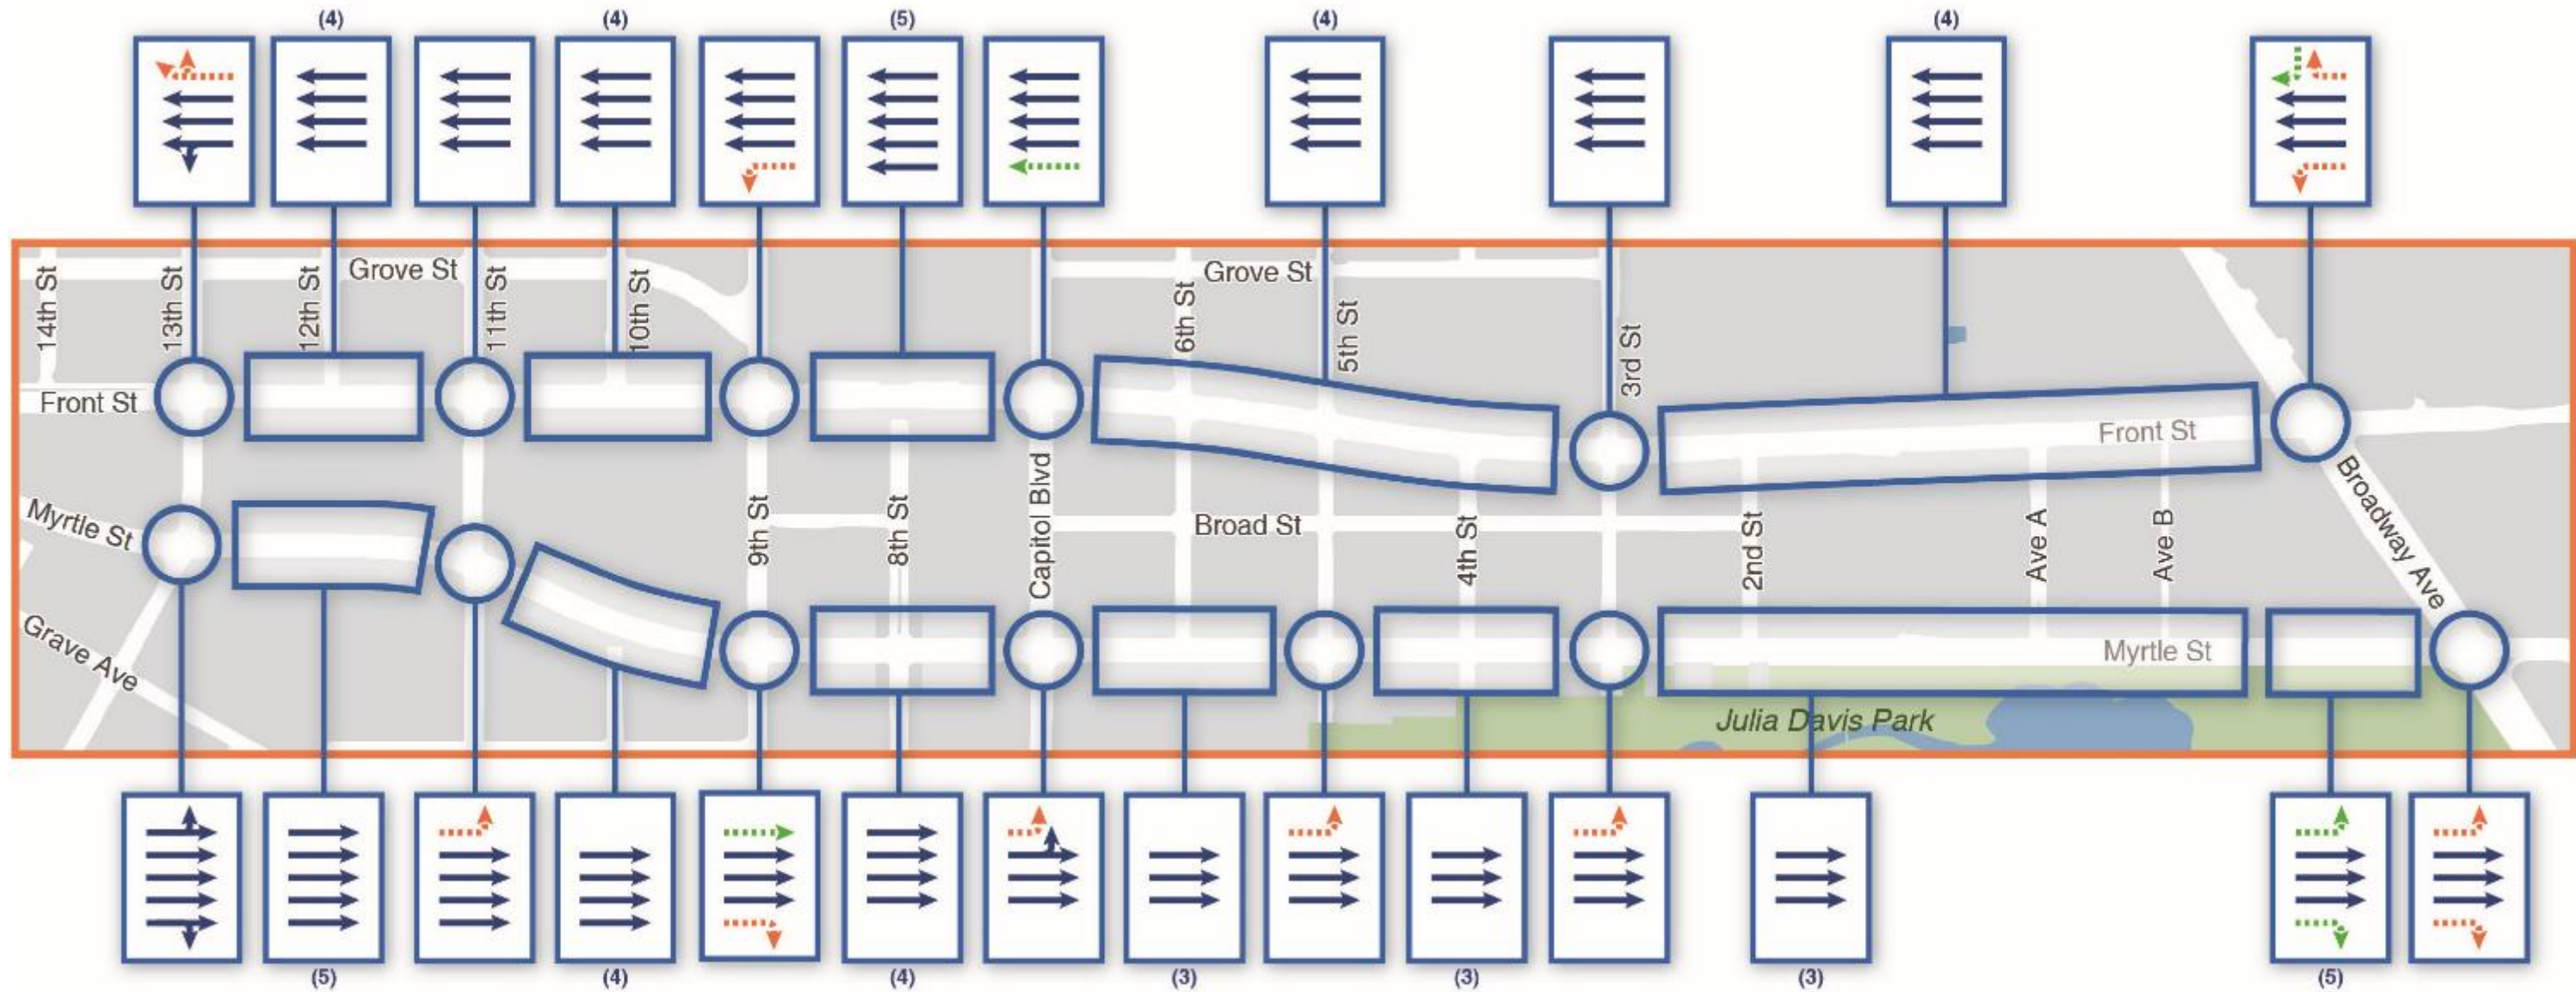 (4)
(4)
(5)
(4)
(4)
14th St
13th St
12th St
Grove St
11th St
10th St
Grove St
6th St
5th St
3rd St
Front St
Front St
Myrtle St
9th St
8th St
Capitol Blvd
Broad St
4th St
2nd St
Ave A
Ave B
Broadway Ave
Grave Ave
Myrtle St
Julia Davis Park
(5)
(4)
(4)
(3)
(3)
(3)
(5)